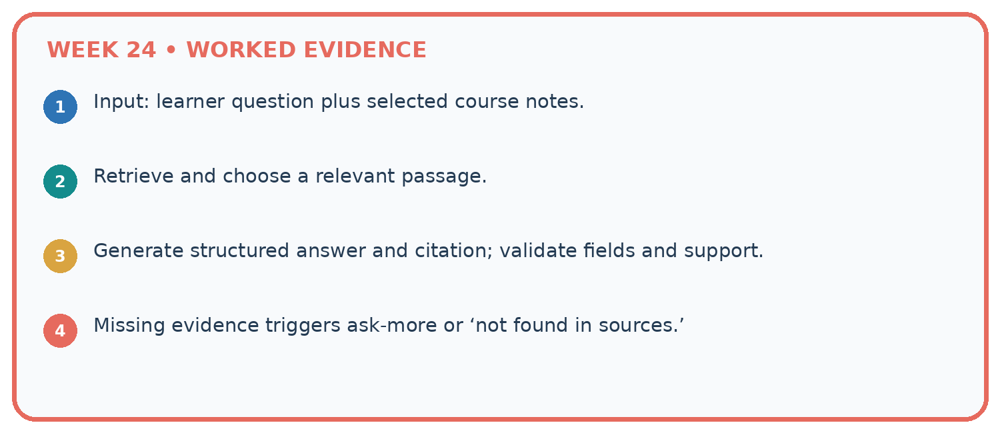 WEEK 24 • WORKED EVIDENCE
1 Input: learner question plus selected course notes.
2 Retrieve and choose a relevant passage.
3 Generate structured answer and citation; validate fields and support.
4 Missing evidence triggers ask-more or ‘not found in sources.’